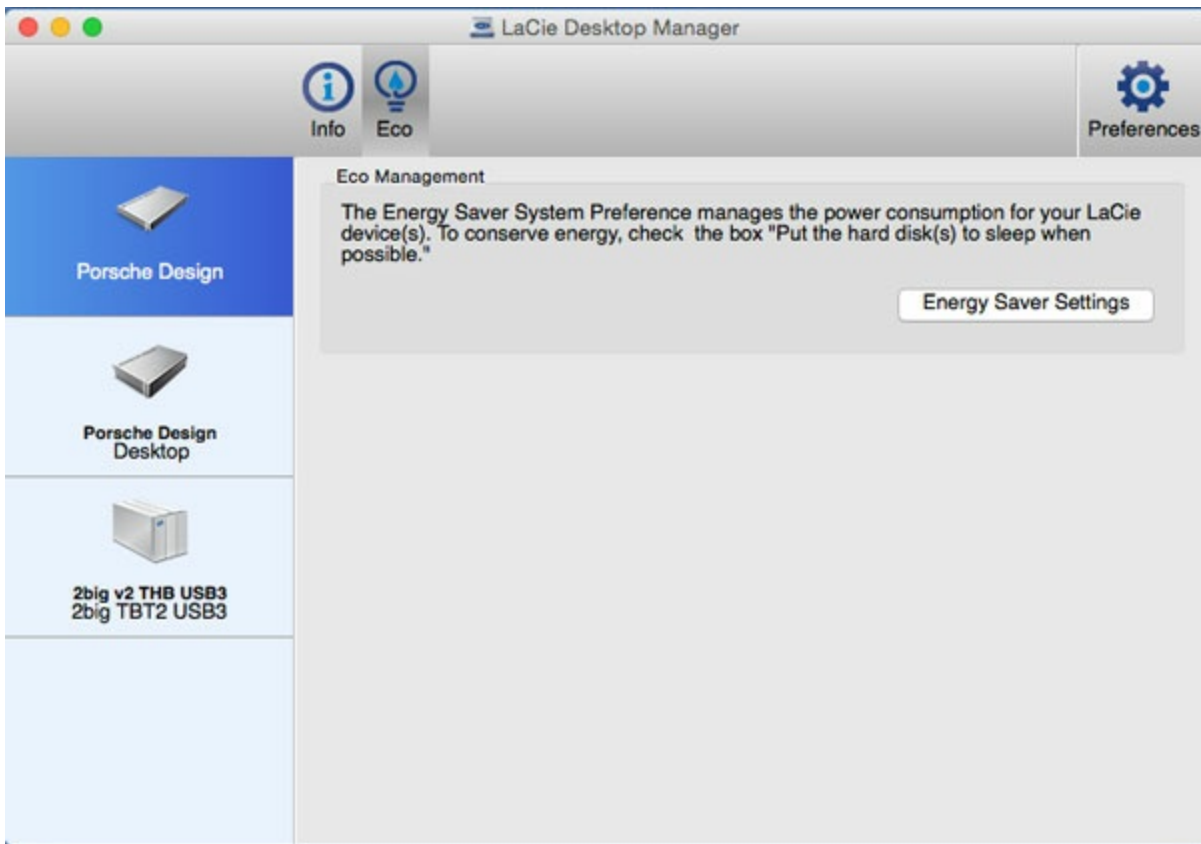 LaCie Desktop Manager
Info
Eco
Preferences
Porsche Design
Porsche Design
Desktop
2big v2 THB USB3
2big TBT2 USB3
Eco Management
The Energy Saver System Preference manages the power consumption for your LaCie
device(s). To conserve energy, check the box "Put the hard disk(s) to sleep when
possible."
Energy Saver Settings